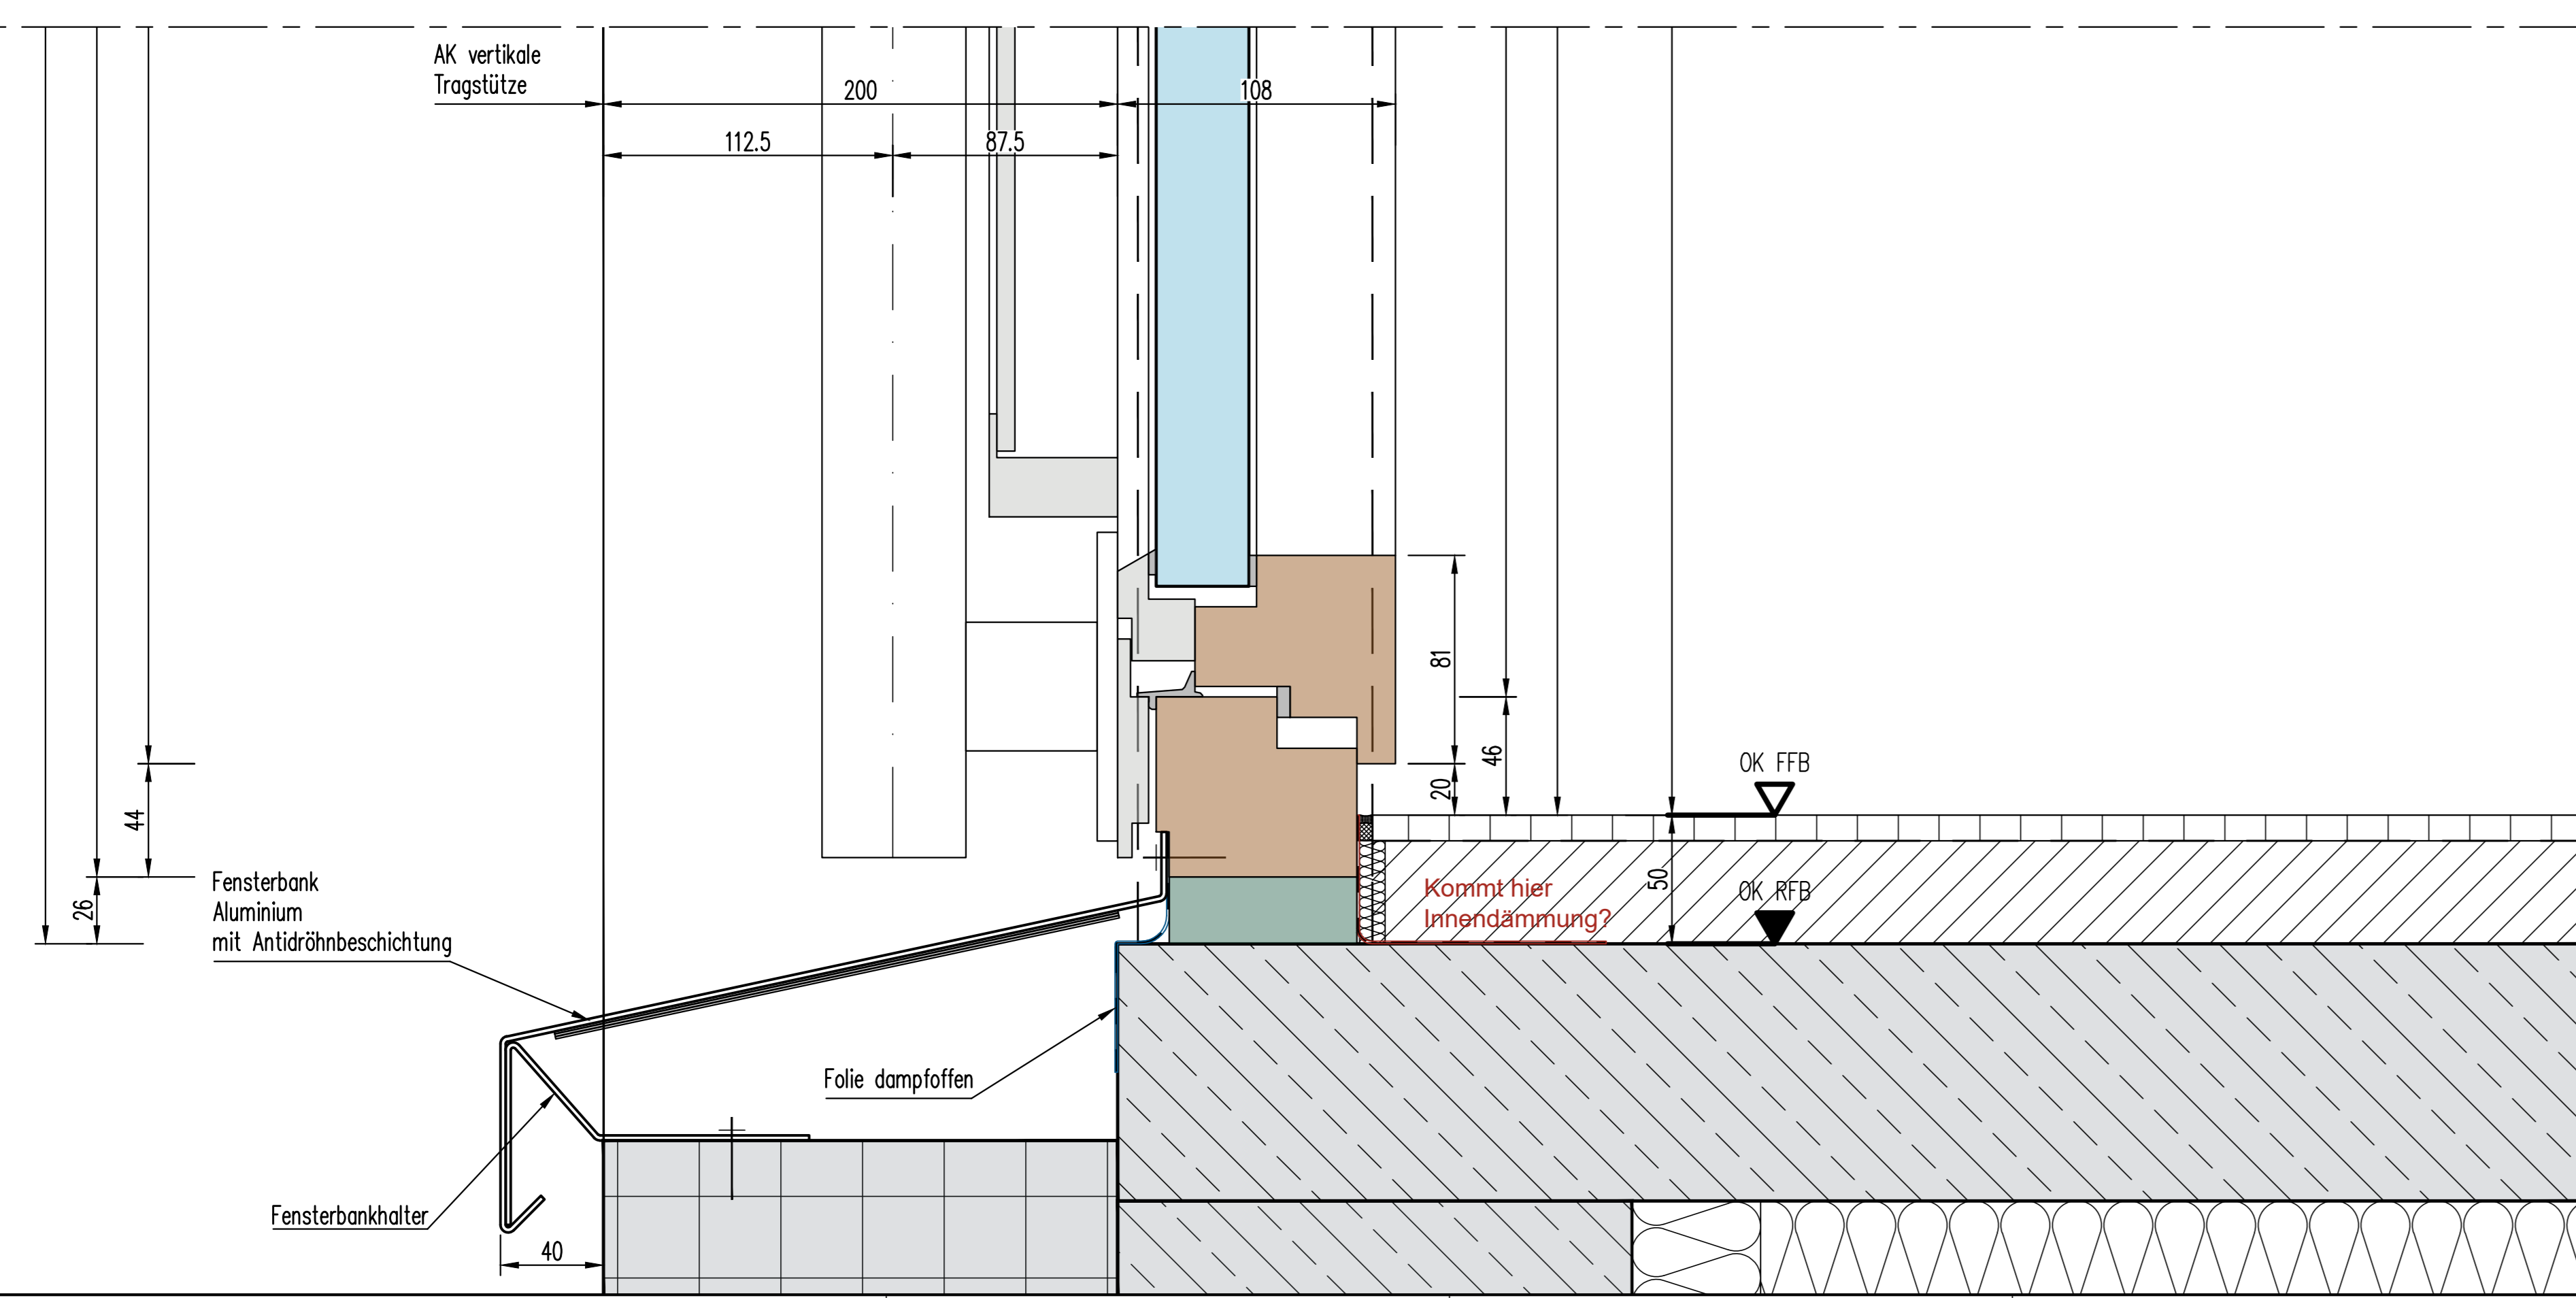 AK vertikale
Tragstütze
200
108
112.5
87.5
81
46
20
44
26
OK FFB
50
OK RFB
Kommt hier
Innendämmung?
Fensterbank
Aluminium
mit Antidröhnbeschichtung
Folie dampfoffen
Fensterbankhalter
40